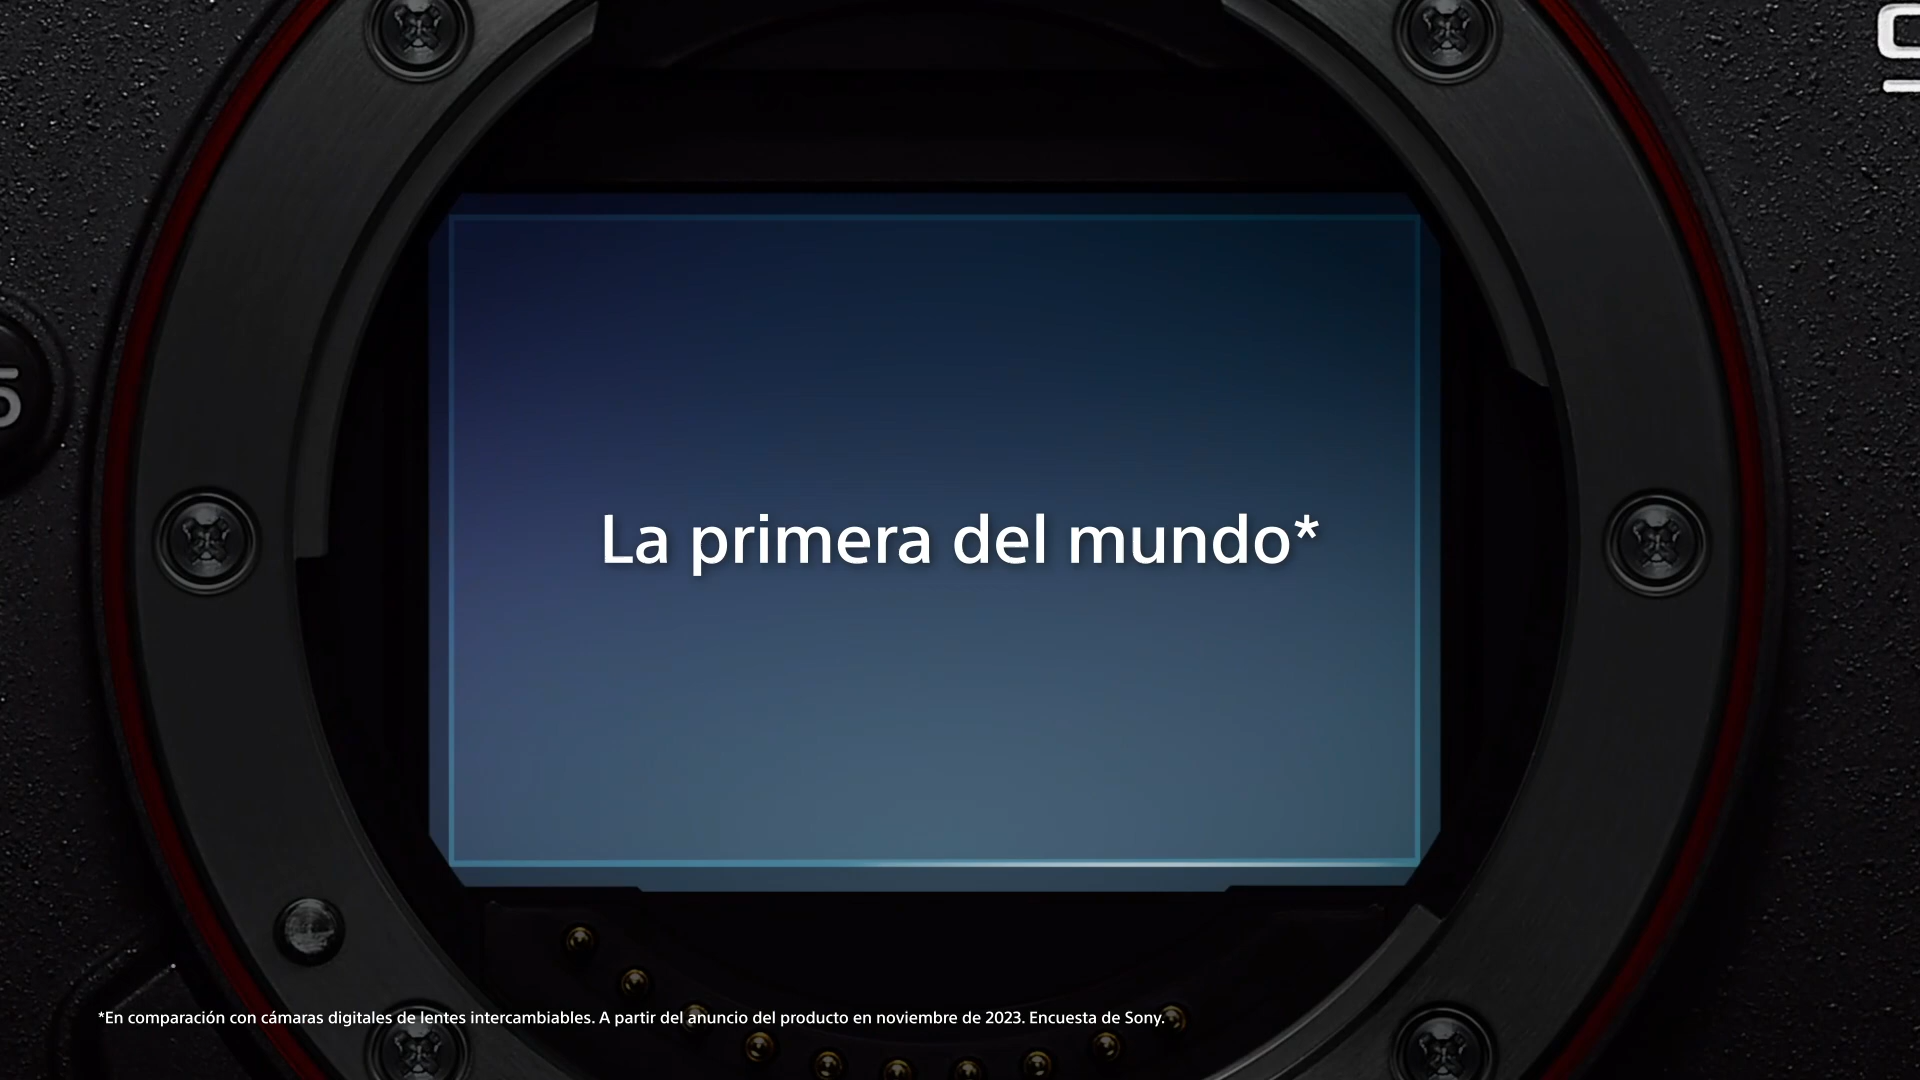 La primera del mundo*
*En comparación con cámaras digitales de lentes intercambiables. A partir del anuncio del producto en noviembre de 2023. Encuesta de Sony.